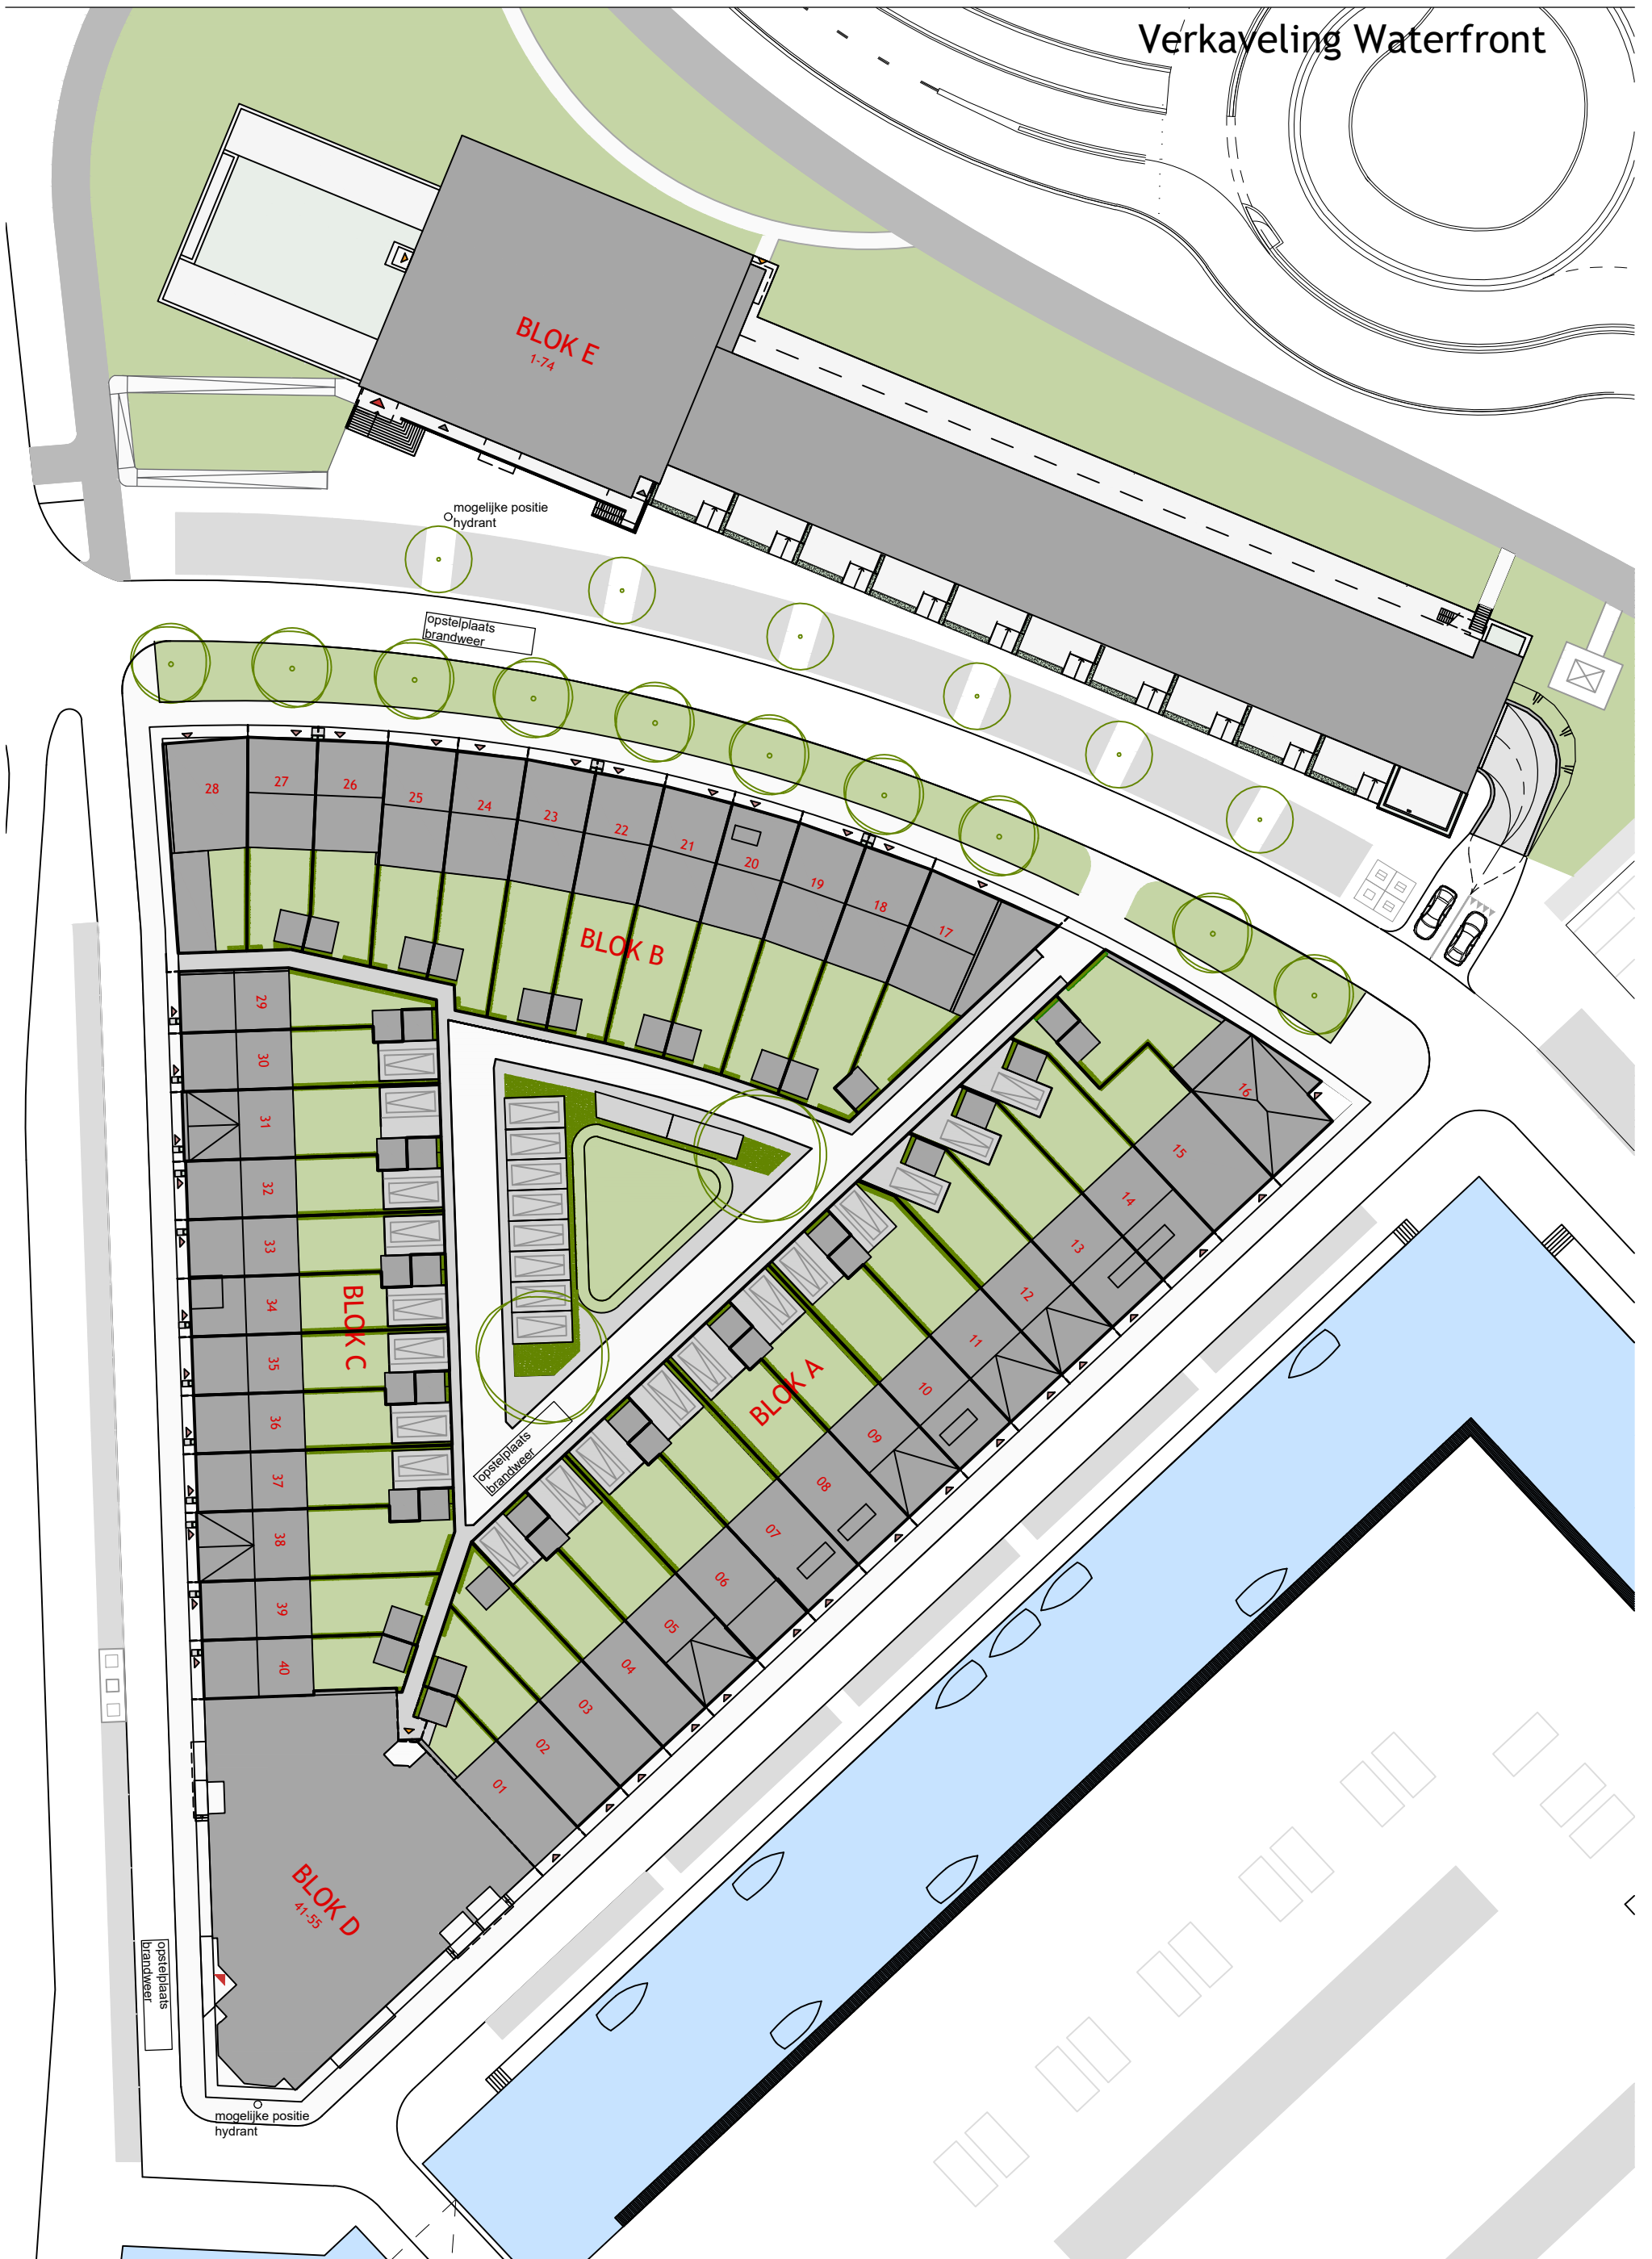 Verkaveling Waterfront
BLOK E
1-74
mogelijke positie
hydrant
opstelplaats
brandweer
28
27
26
25
24
23
22
21
20
19
18
17
BLOK B
29
30
31
32
33
34
35
36
37
38
39
40
BLOK C
16
15
14
13
12
11
10
09
08
07
06
05
04
03
02
01
BLOK A
opstelplaats
brandweer
BLOK D
41-55
opstelplaats
brandweer
mogelijke positie
hydrant